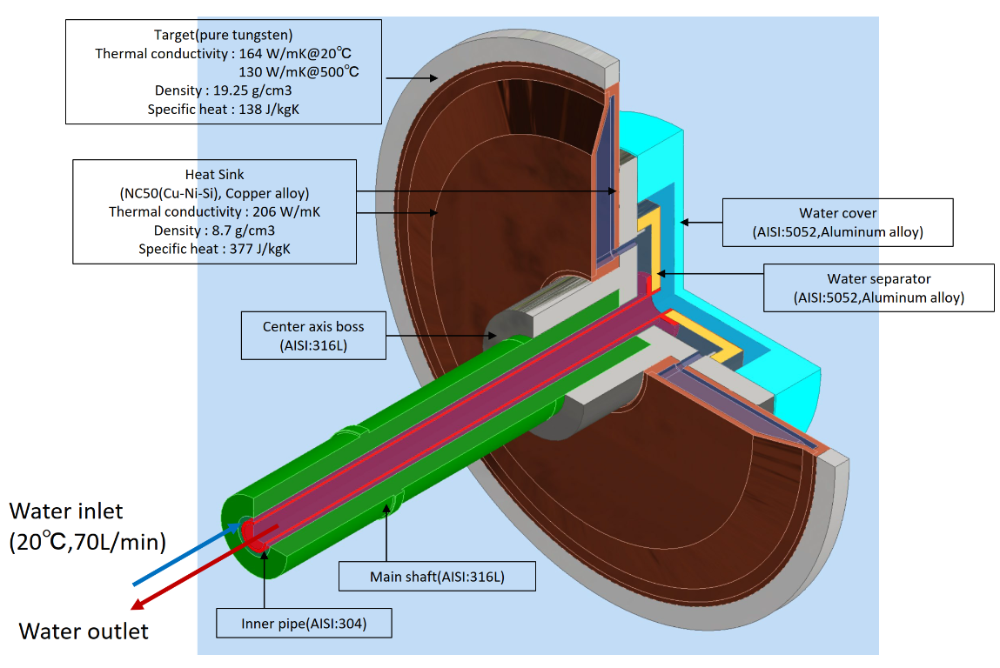 Target(pure tungsten)
Thermal conductivity : 164 W/mK@20℃
130 W/mK@500℃
Density : 19.25 g/cm3
Specific heat : 138 J/kgK
Heat Sink
(NC50(Cu-Ni-Si), Copper alloy)
Thermal conductivity : 206 W/mK
Density : 8.7 g/cm3
Specific heat : 377 J/kgK
Water cover
(AISI:5052,Aluminum alloy)
Water separator
(AISI:5052,Aluminum alloy)
Center axis boss
(AISI:316L)
Water inlet
(20℃,70L/min)
Main shaft(AISI:316L)
Inner pipe(AISI:304)
Water outlet